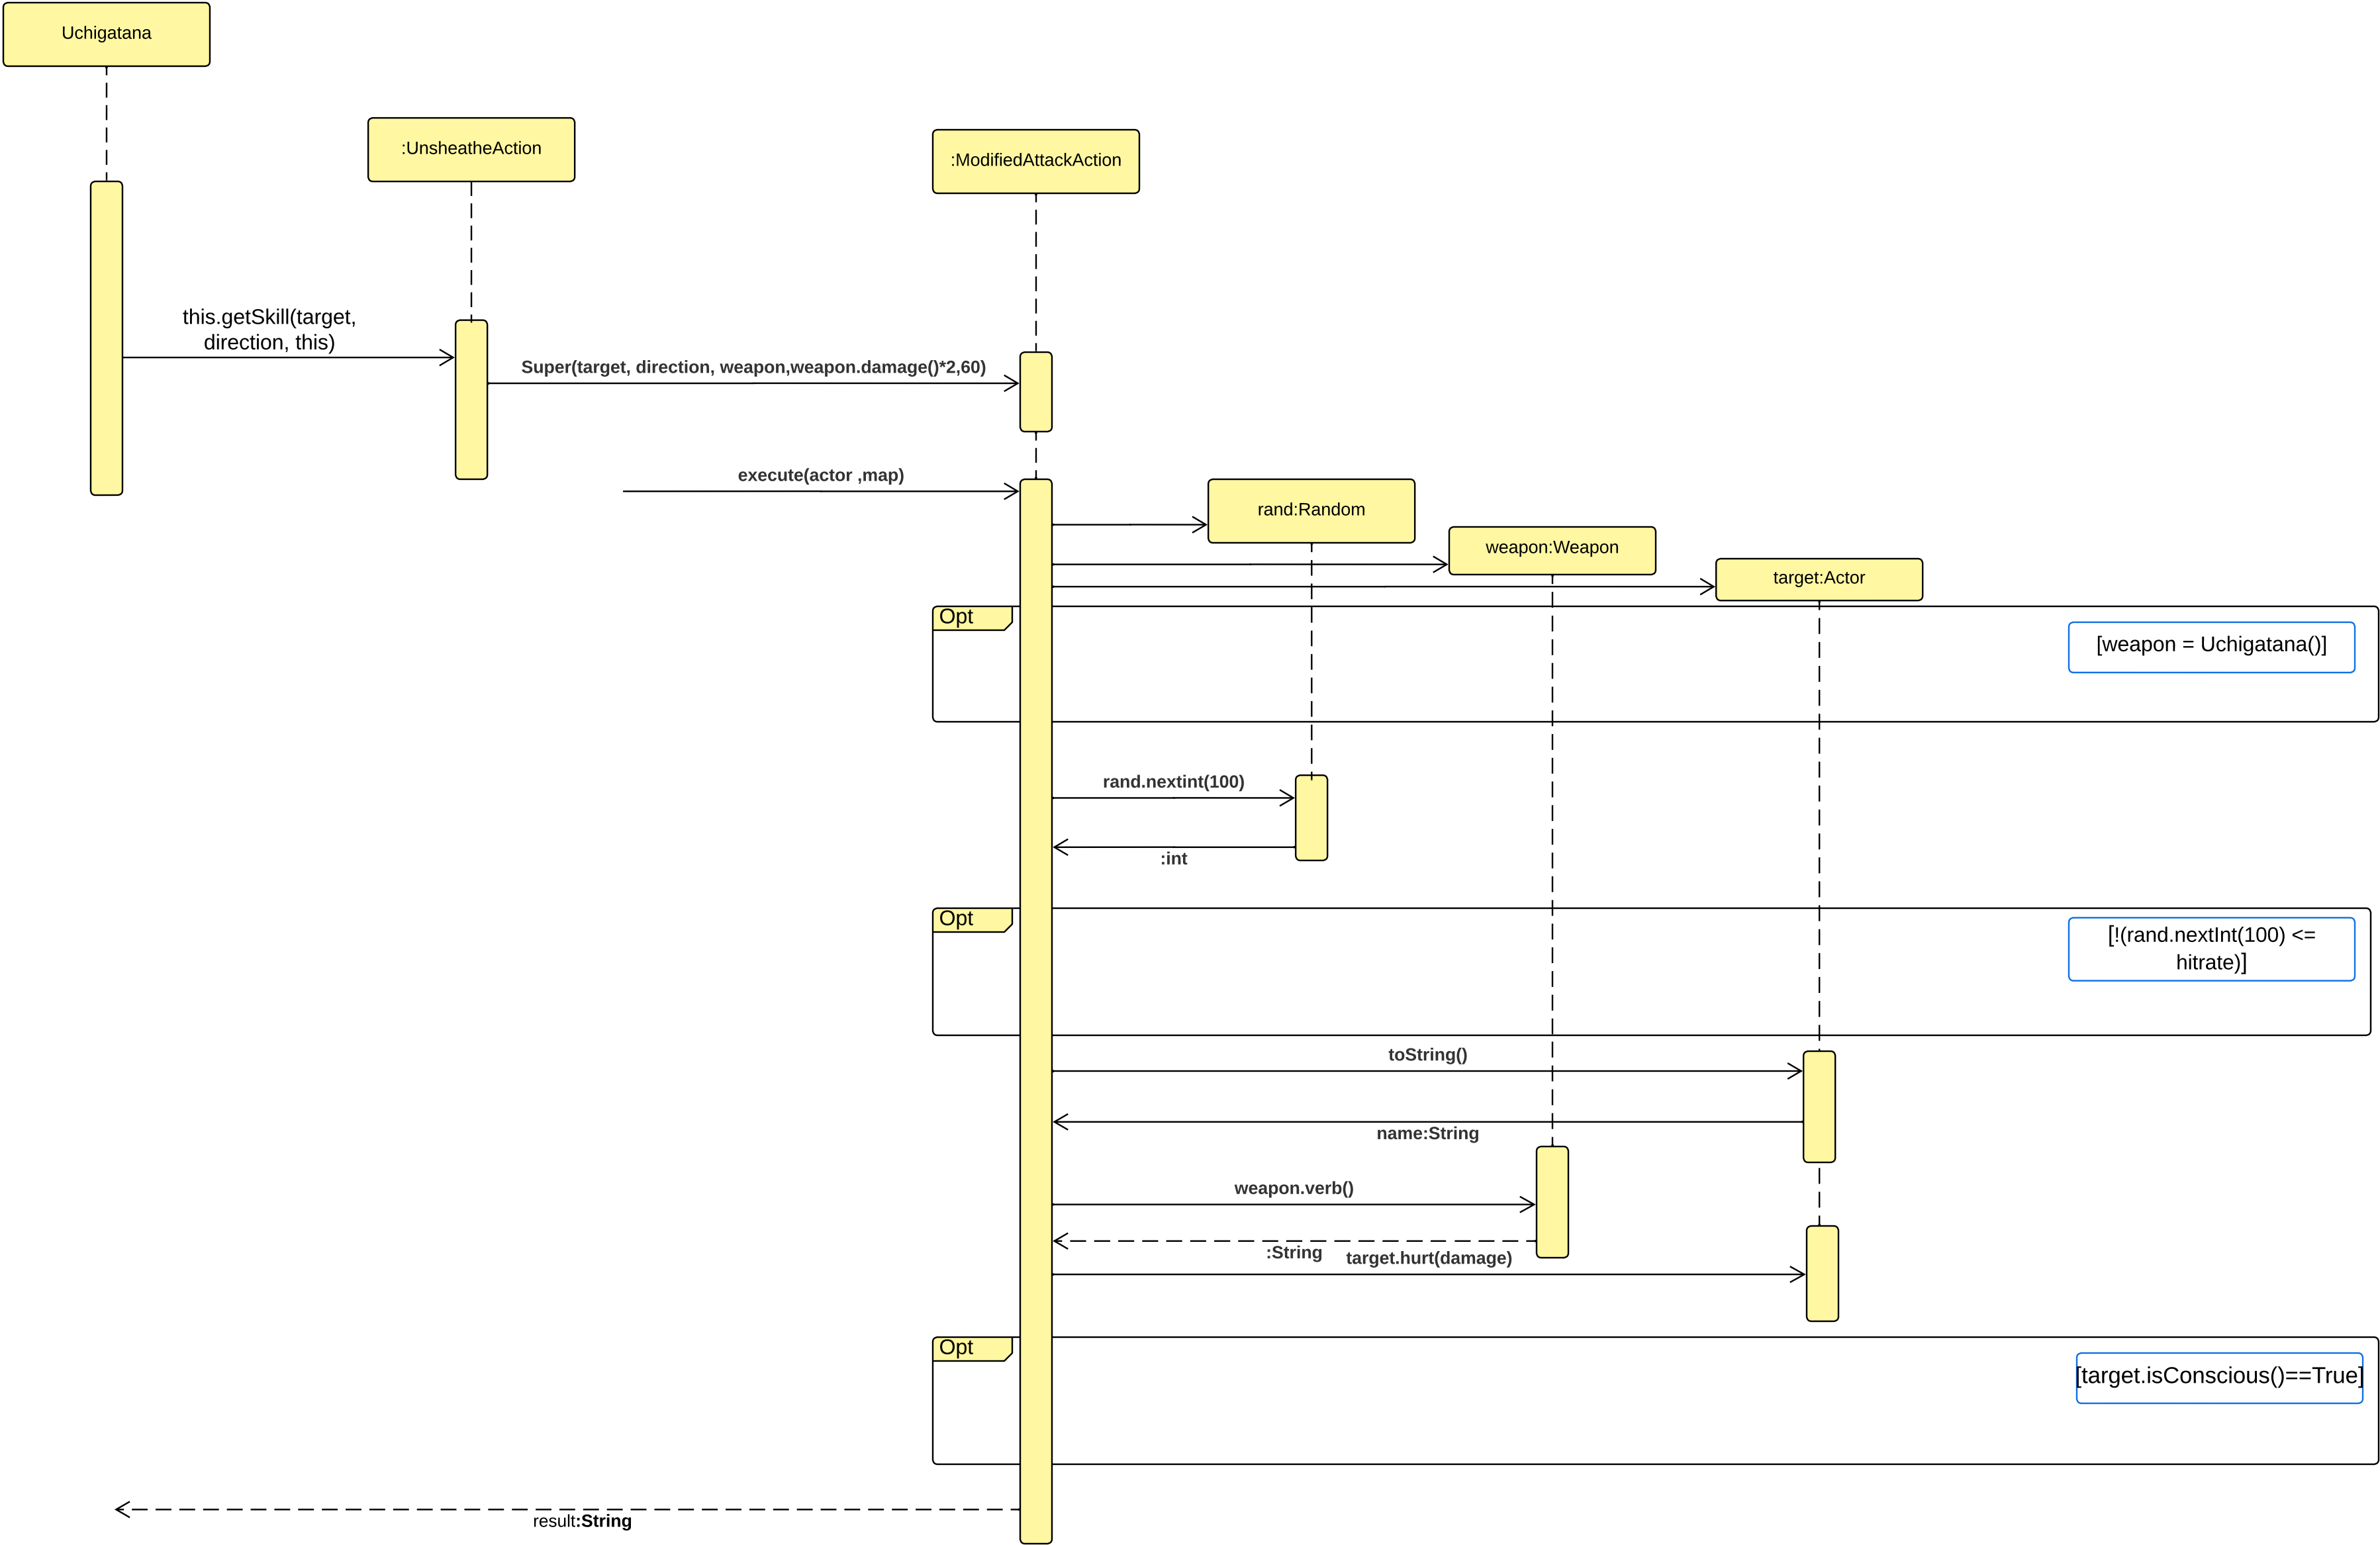 Uchigatana
:UnsheatheAction
:ModifiedAttackAction
this.getSkill(target,
direction, this)
Super(target, direction, weapon,weapon.damage()*2,60)
execute(actor ,map)
rand:Random
weapon:Weapon
target:Actor
Opt
[weapon = Uchigatana()]
rand.nextint(100)
:int
Opt
[!(rand.nextInt(100) <=
hitrate)]
toString()
name:String
weapon.verb()
:String
target.hurt(damage)
Opt
[target.isConscious()==True]
result:String